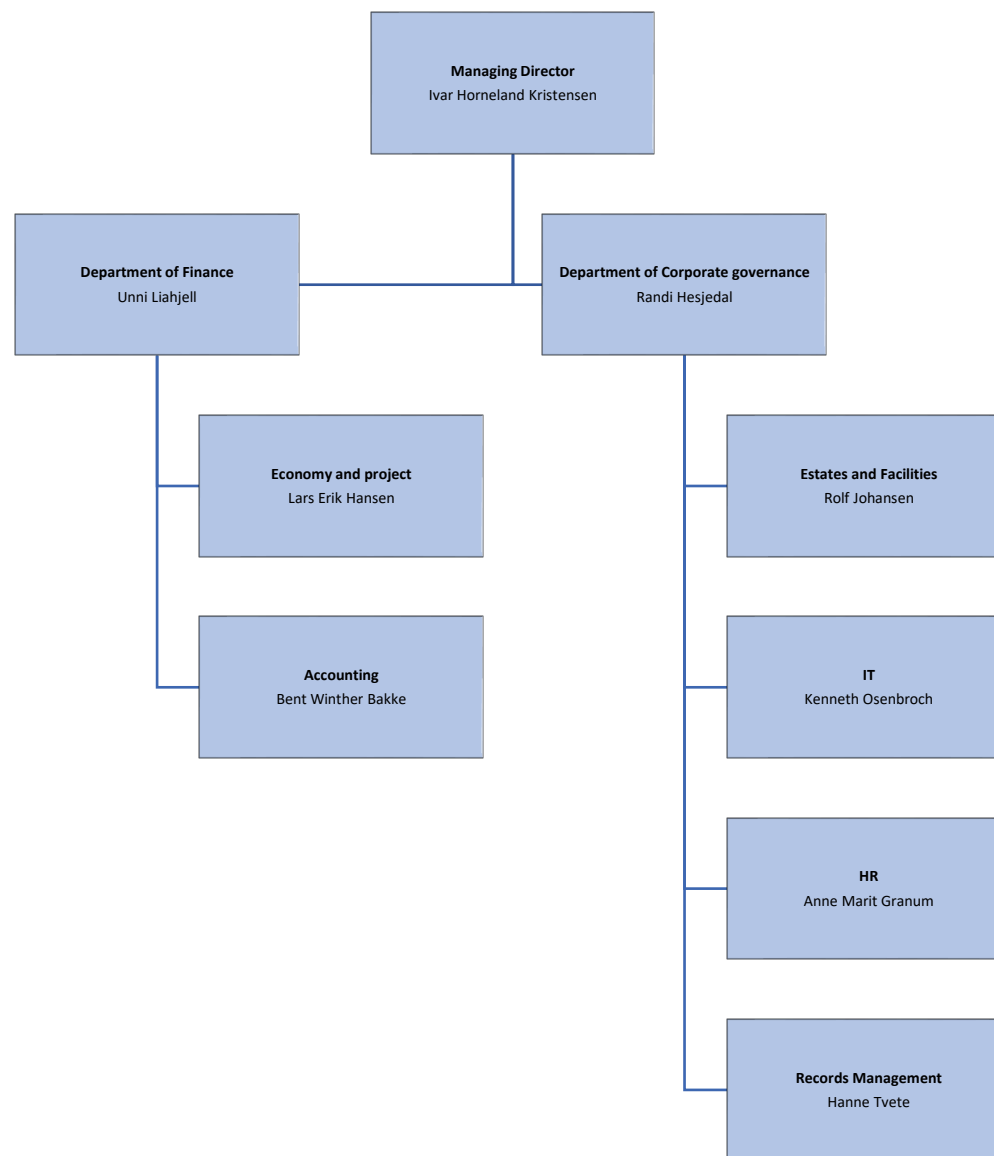 Managing Director
Ivar Horneland Kristensen
Department of Finance
Unni Liahjell
Department of Corporate governance
Randi Hesjedal
Economy and project
Lars Erik Hansen
Estates and Facilities
Rolf Johansen
Accounting
Bent Winther Bakke
IT
Kenneth Osenbroch
HR
Anne Marit Granum
Records Management
Hanne Tvete